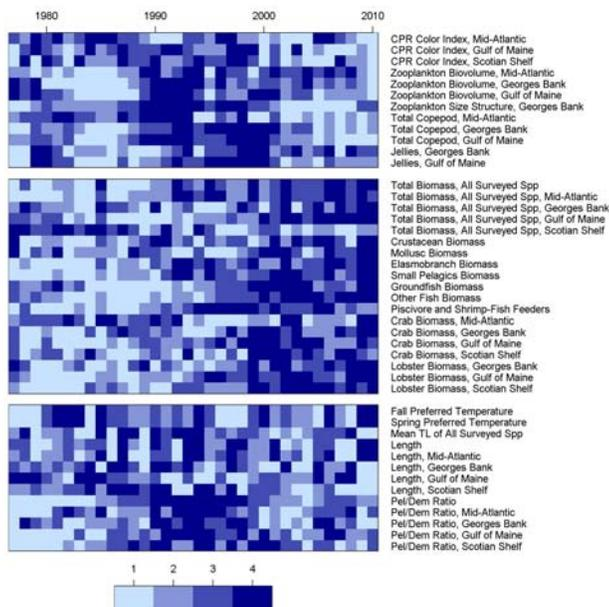 1980 1990 2000 2010
CPR Color Index, Mid-Atlantic
CPR Color Index, Gulf of Maine
CPR Color Index, Scotian Shelf
Zooplankton Biovolume, Mid-Atlantic
Zooplankton Biovolume, Georges Bank
Zooplankton Biovolume, Gulf of Maine
Zooplankton Size Structure, Georges Bank
Total Copepod, Mid-Atlantic
Total Copepod, Georges Bank
Total Copepod, Gulf of Maine
Jellies, Georges Bank
Jellies, Gulf of Maine
Total Biomass, All Surveyed Spp
Total Biomass, All Surveyed Spp, Mid-Atlantic
Total Biomass, All Surveyed Spp, Georges Bank
Total Biomass, All Surveyed Spp, Gulf of Maine
Total Biomass, All Surveyed Spp, Scotian Shelf
Crustacean Biomass
Mollusc Biomass
Elasmobranch Biomass
Small Pelagics Biomass
Groundfish Biomass
Other Fish Biomass
Piscivore and Shrimp-Fish Feeders
Crab Biomass, Mid-Atlantic
Crab Biomass, Georges Bank
Crab Biomass, Gulf of Maine
Crab Biomass, Scotian Shelf
Lobster Biomass, Georges Bank
Lobster Biomass, Gulf of Maine
Lobster Biomass, Scotian Shelf
Fall Preferred Temperature
Spring Preferred Temperature
Mean TL of All Surveyed Spp
Length
Length, Mid-Atlantic
Length, Georges Bank
Length, Gulf of Maine
Length, Scotian Shelf
Pel/Dem Ratio
Pel/Dem Ratio, Mid-Atlantic
Pel/Dem Ratio, Georges Bank
Pel/Dem Ratio, Gulf of Maine
Pel/Dem Ratio, Scotian Shelf
1 2 3 4